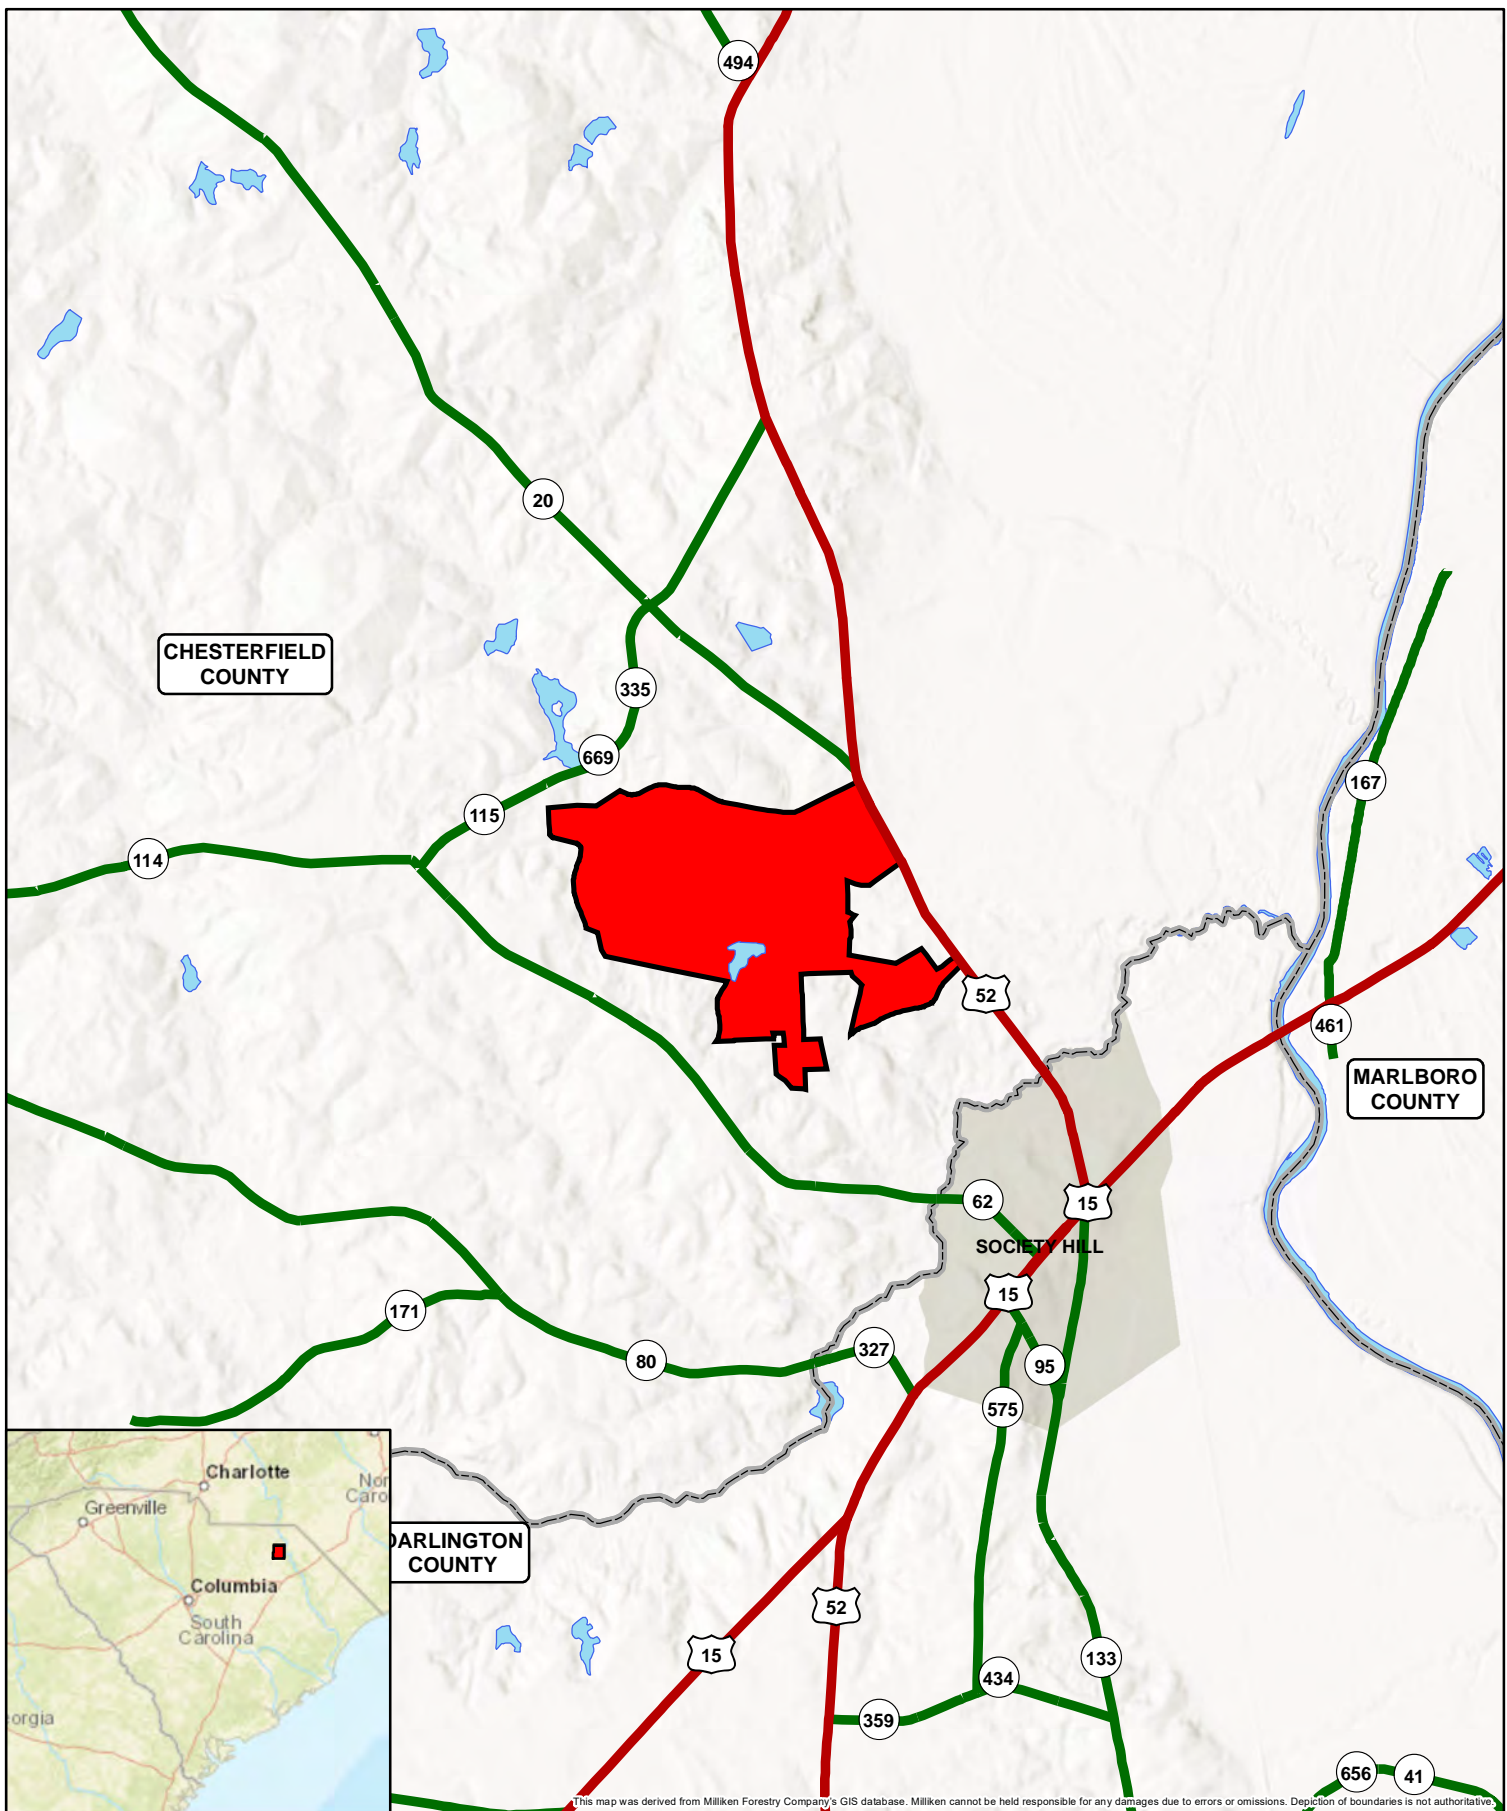 494
20
CHESTERFIELD
COUNTY
335
669
167
115
114
52
461
MARLBORO
COUNTY
62
15
SOCIETY HILL
15
171
327
80
95
575
Charlotte
Nor
Caro
Greenville
DARLINGTON
COUNTY
Columbia
52
South
Carolina
15
133
434
eorgia
359
656
41
This map was derived from Milliken Forestry Company's GIS database. Milliken cannot be held responsible for any damages due to errors or omissions. Depiction of boundaries is not authoritative.